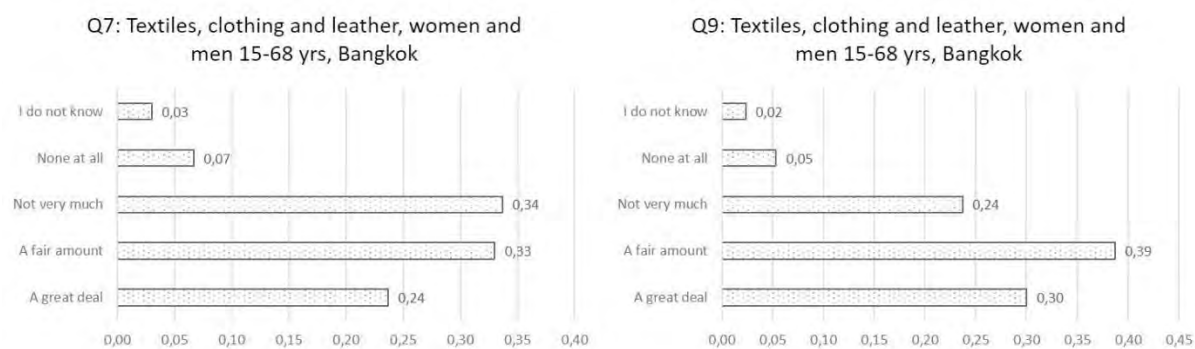 Q7: Textiles, clothing and leather, women and
men 15-68 yrs, Bangkok
I do not know
0,03
None at all
0,07
Not very much
0,34
A fair amount
0,33
A great deal
0,24
0,00 0,05 0,10 0,15 0,20 0,25 0,30 0,35 0,40
Q9: Textiles, clothing and leather, women and
men 15-68 yrs, Bangkok
I do not know
0,02
None at all
0,05
Not very much
0,24
A fair amount
0,39
A great deal
0,30
0,00 0,05 0,10 0,15 0,20 0,25 0,30 0,35 0,40 0,45